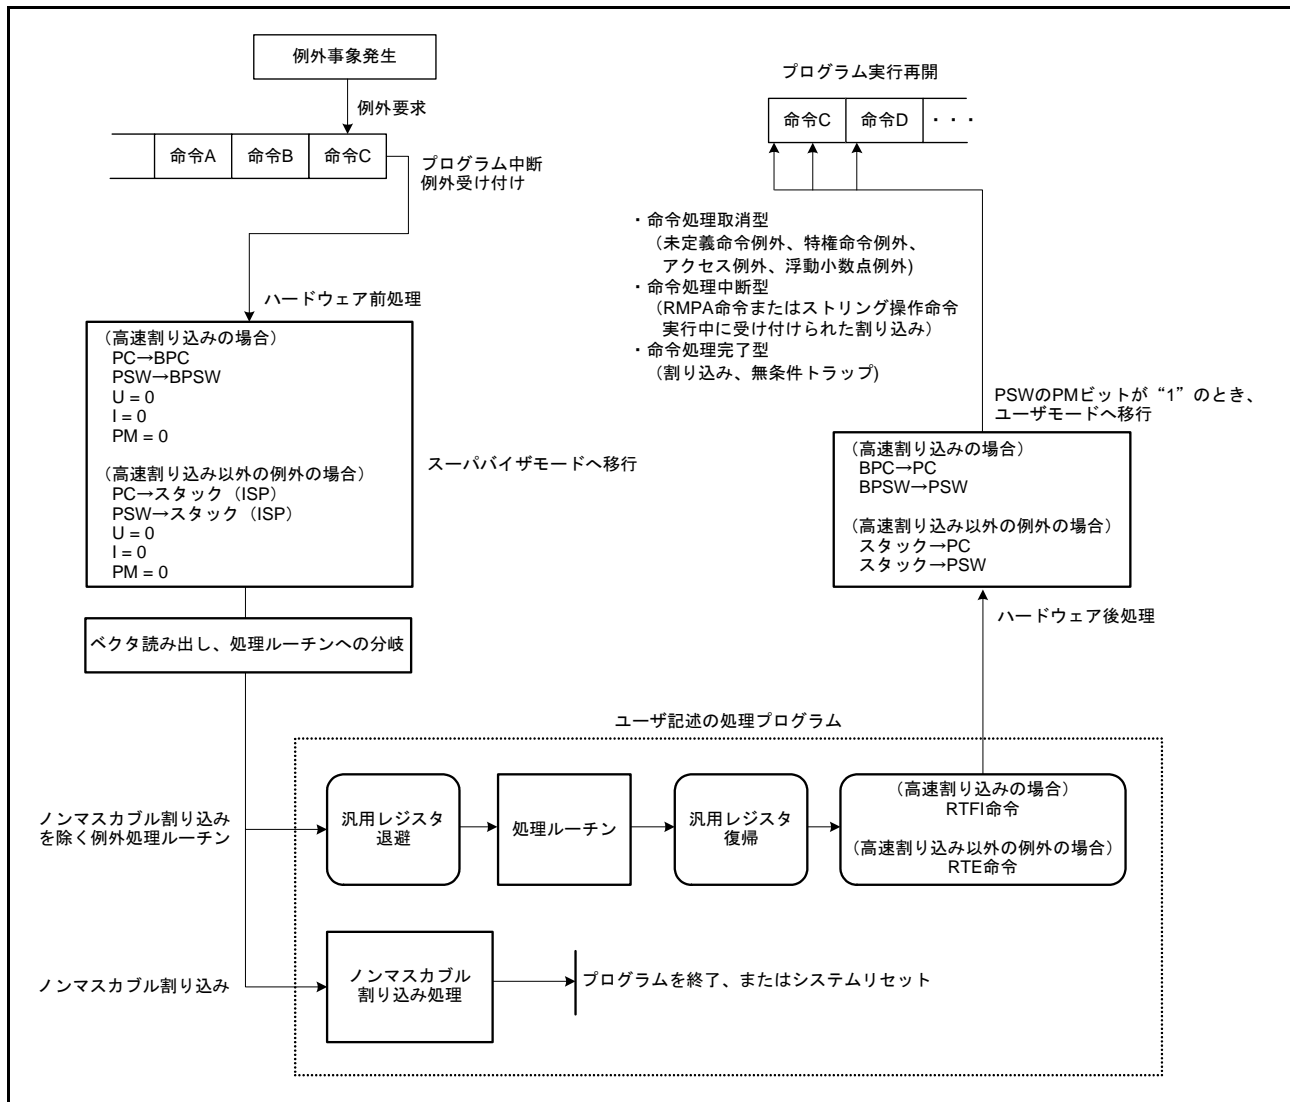 例外事象発生
例外要求
命令A
命令B
命令C
プログラム中断
例外受け付け
ハードウェア前処理
（高速割り込みの場合）
PC→BPC
PSW→BPSW
U = 0
I = 0
PM = 0
（高速割り込み以外の例外の場合）
PC→スタック（ISP）
PSW→スタック（ISP）
U = 0
I = 0
PM = 0
スーパバイザモードへ移行
ベクタ読み出し、処理ルーチンへの分岐
プログラム実行再開
命令C
命令D
・・・
・命令処理取消型
（未定義命令例外、特権命令例外、
アクセス例外、浮動小数点例外)
・命令処理中断型
（RMPA命令またはストリング操作命令
実行中に受け付けられた割り込み）
・命令処理完了型
（割り込み、無条件トラップ)
PSWのPMビットが“1”のとき、
ユーザモードへ移行
（高速割り込みの場合）
BPC→PC
BPSW→PSW
（高速割り込み以外の例外の場合）
スタック→PC
スタック→PSW
ハードウェア後処理
ユーザ記述の処理プログラム
ノンマスカブル割り込み
を除く例外処理ルーチン
汎用レジスタ
退避
処理ルーチン
汎用レジスタ
復帰
（高速割り込みの場合）
RTFI命令
（高速割り込み以外の例外の場合）
RTE命令
ノンマスカブル割り込み
ノンマスカブル
割り込み処理
プログラムを終了、またはシステムリセット